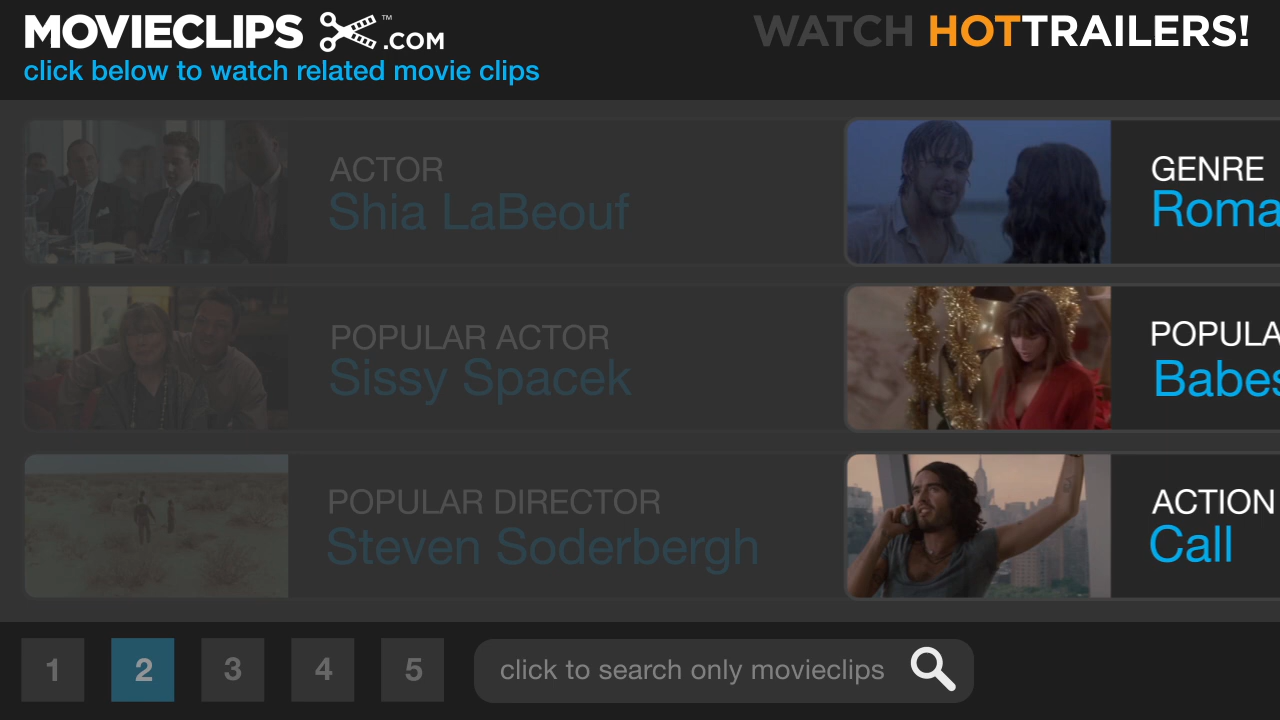 MOVIECLIPS ™ .COM
WATCH HOTTRAILERS!
click below to watch related movie clips
ACTOR
Shia LaBeouf
GENRE
Roma
POPULAR ACTOR
Sissy Spacek
POPULA
Babes
POPULAR DIRECTOR
Steven Soderbergh
ACTION
Call
1 2 3 4 5
click to search only movieclips